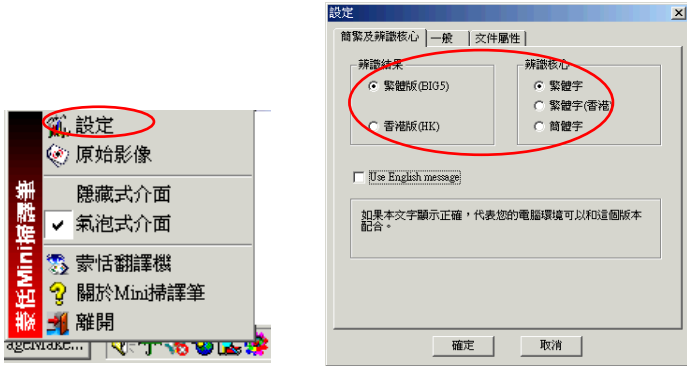 設定
原始影像
隱藏式介面
氣泡式介面
蒙恬翻譯機
關於Mini掃譯筆
離開
蒙恬Mini掃譯筆
ageMake...
設定
簡繁及辨識核心
一般
文件屬性
辨識結果
繁體版(BIG5)
香港版(HK)
辨識核心
繁體字
繁體字(香港)
簡體字
Use English message
如果本文字顯示正確,代表您的電腦環境可以和這個版本
配合。
確定
取消